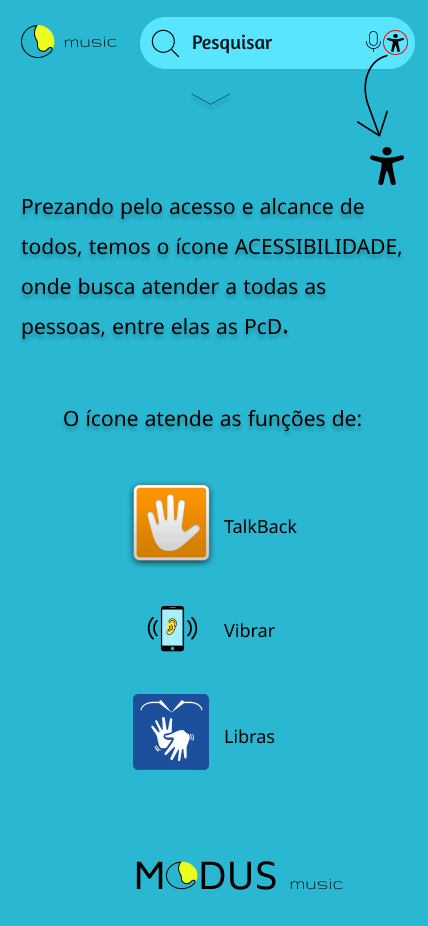 music
Pesquisar
Prezando pelo acesso e alcance de
todos, temos o ícone ACESSIBILIDADE,
onde busca atender a todas as
pessoas, entre elas as PcD.
O ícone atende as funções de:
TalkBack
Vibrar
Libras
MODUS music